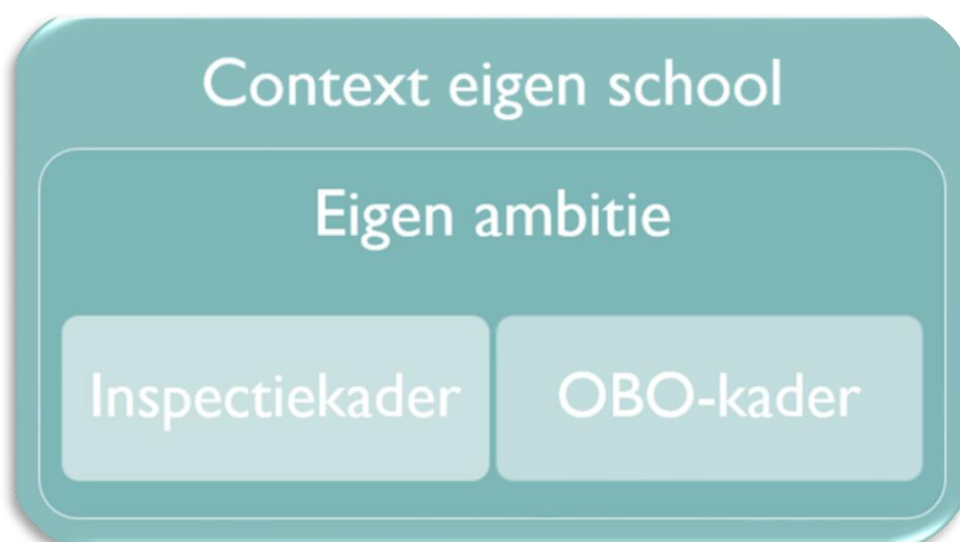 Context eigen school
Eigen ambitie
Inspectiekader
OBO-kader